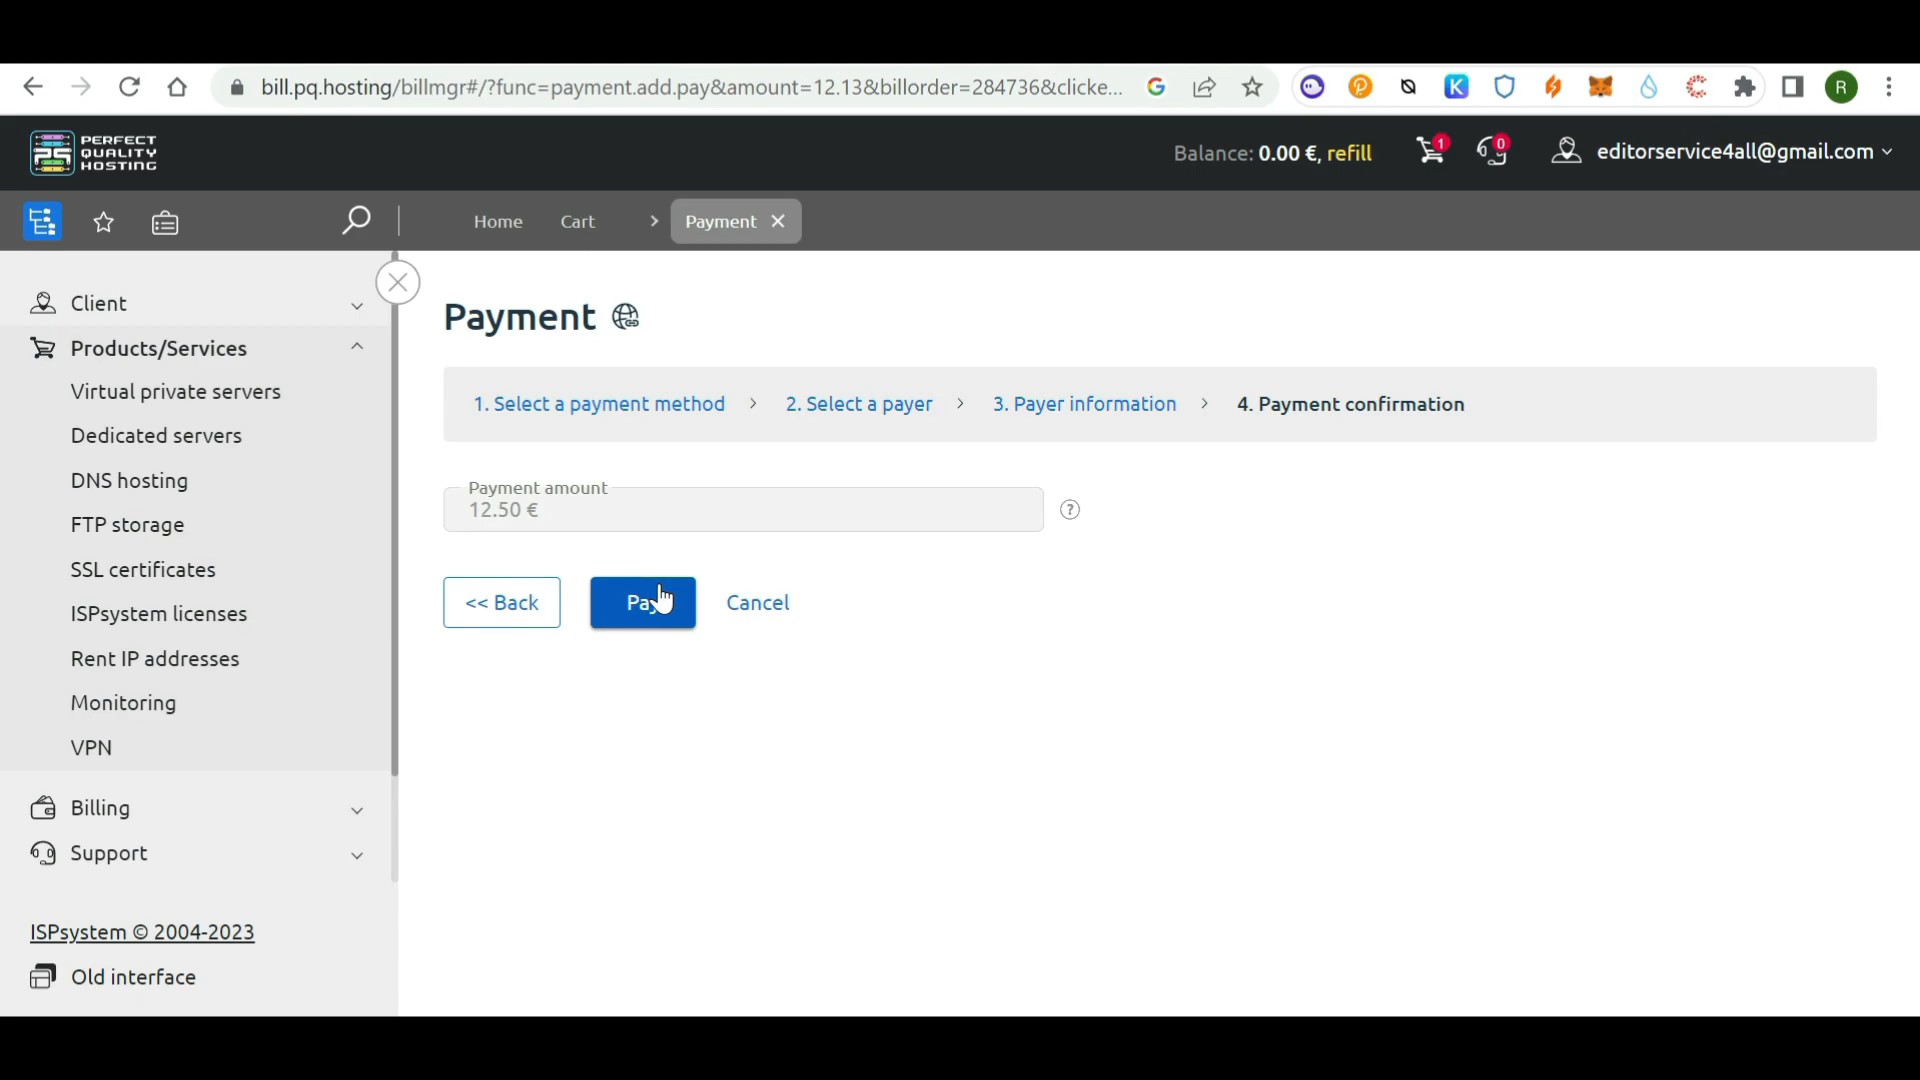 bill.pq.hosting/billmgr#/?func=payment.add.pay&amount=12.13&billorder=284736&clicke...
R
PERFECT
QUALITY
HOSTING
Balance: 0.00 €, refill
1
0
editorservice4all@gmail.com
Home
Cart
Payment
Client
Products/Services
Virtual private servers
Dedicated servers
DNS hosting
FTP storage
SSL certificates
ISPsystem licenses
Rent IP addresses
Monitoring
VPN
Billing
Support
ISPsystem © 2004-2023
Old interface
Payment
1. Select a payment method > 2. Select a payer > 3. Payer information > 4. Payment confirmation
Payment amount
12.50 €
?
<< Back
Pay
Cancel